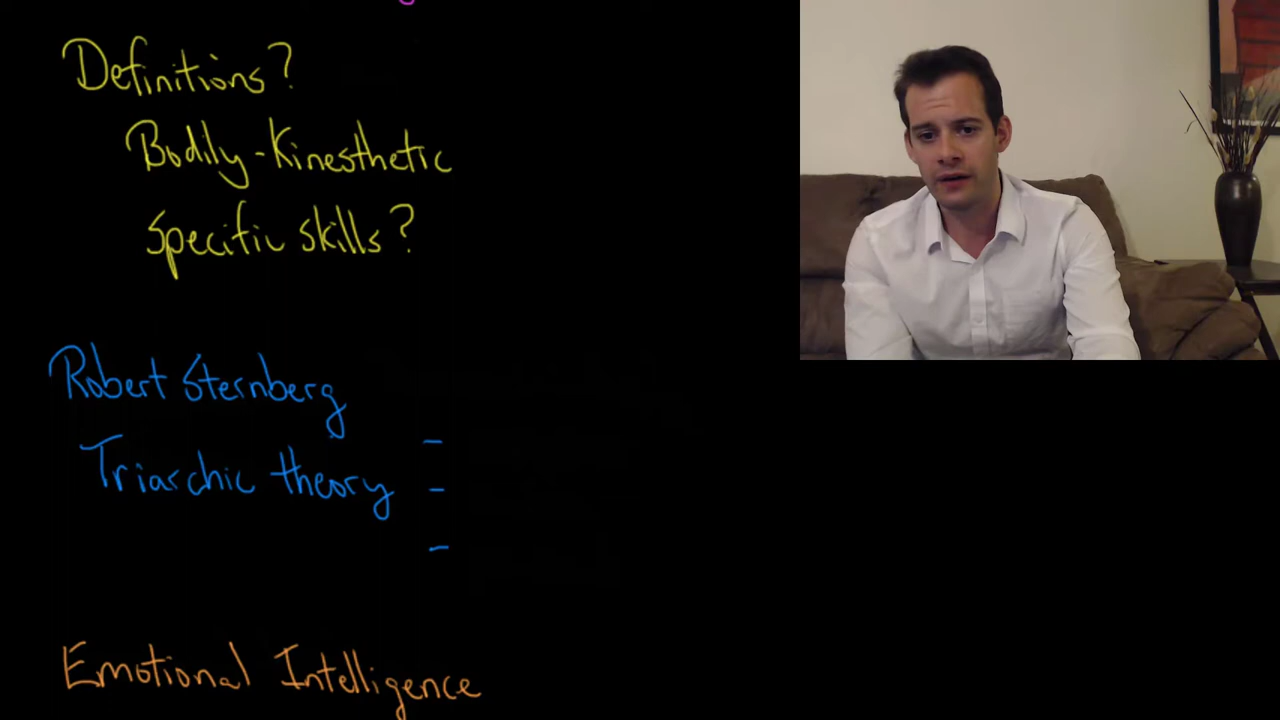 Definitions?
Bodily-Kinesthetic
Specific skills?
Robert Sternberg
Triarchic theory
-
-
-
Emotional Intelligence